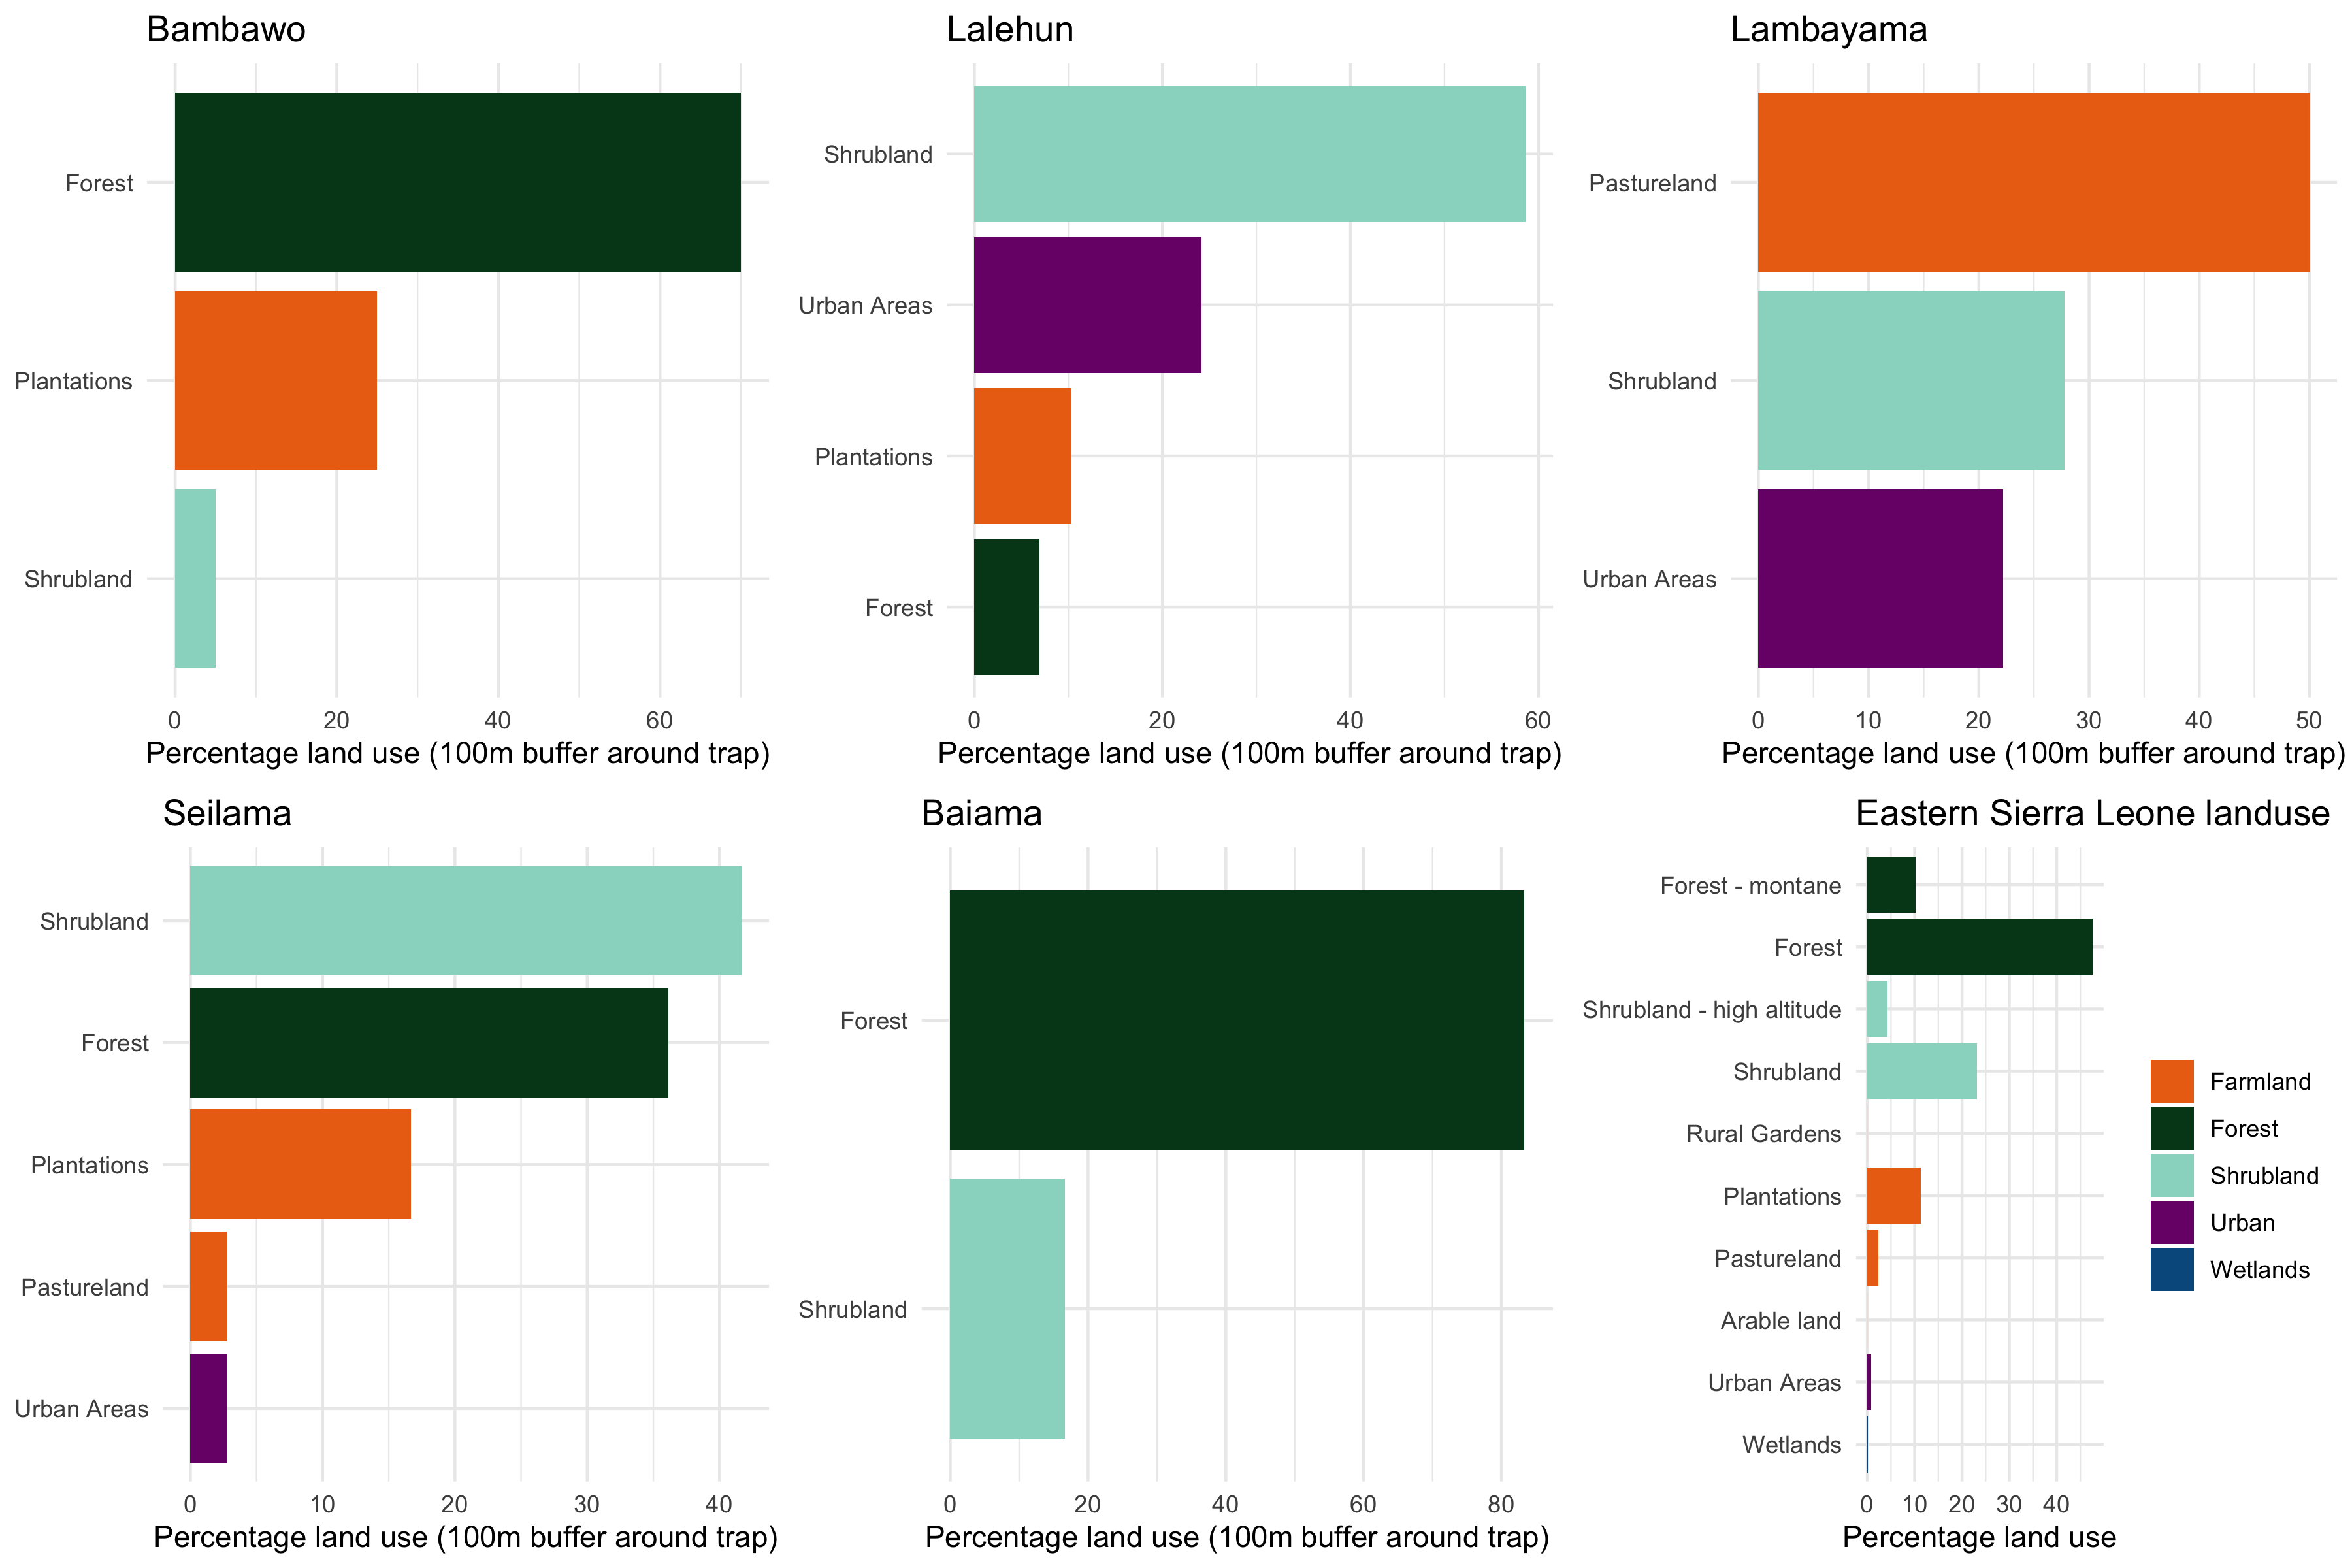 Bambawo
Forest
Plantations
Shrubland
0 20 40 60
Percentage land use (100m buffer around trap)
Lalehun
Shrubland
Urban Areas
Plantations
Forest
0 20 40 60
Percentage land use (100m buffer around trap)
Lambayama
Pastureland
Shrubland
Urban Areas
0 10 20 30 40 50
Percentage land use (100m buffer around trap)
Seilama
Shrubland
Forest
Plantations
Pastureland
Urban Areas
0 10 20 30 40
Percentage land use (100m buffer around trap)
Baiama
Forest
Shrubland
0 20 40 60 80
Percentage land use (100m buffer around trap)
Eastern Sierra Leone landuse
Forest - montane
Forest
Shrubland - high altitude
Shrubland
Rural Gardens
Plantations
Pastureland
Arable land
Urban Areas
Wetlands
0 10 20 30 40
Percentage land use
Farmland
Forest
Shrubland
Urban
Wetlands